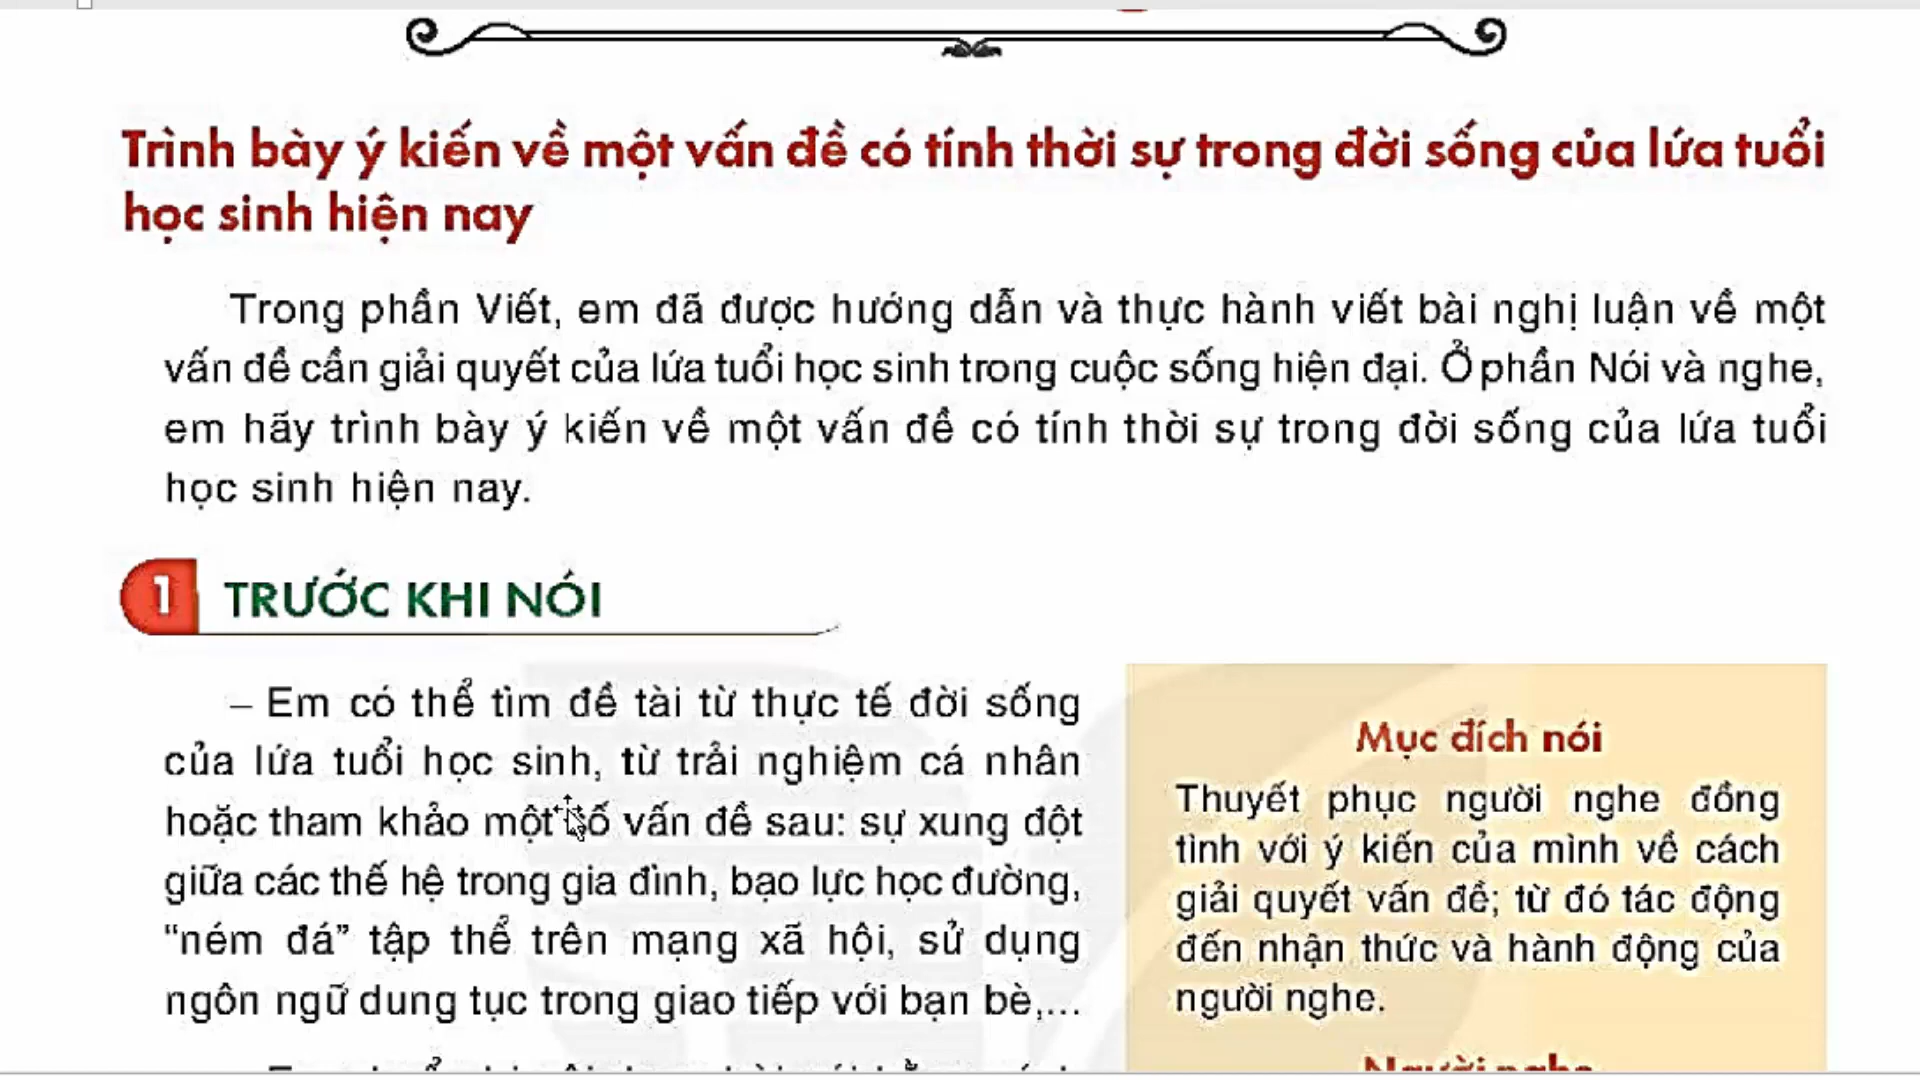 Trình bày ý kiến về một vấn đề có tính thời sự trong đời sống của lứa tuổi
học sinh hiện nay
Trong phần Viết, em đã được hướng dẫn và thực hành viết bài nghị luận về một
vấn đề cần giải quyết của lứa tuổi học sinh trong cuộc sống hiện đại. Ở phần Nói và nghe,
em hãy trình bày ý kiến về một vấn đề có tính thời sự trong đời sống của lứa tuổi
học sinh hiện nay.
1 TRƯỚC KHI NÓI
– Em có thể tìm đề tài từ thực tế đời sống
của lứa tuổi học sinh, từ trải nghiệm cá nhân
hoặc tham khảo một số vấn đề sau: sự xung đột
giữa các thế hệ trong gia đình, bạo lực học đường,
“ném đá” tập thể trên mạng xã hội, sử dụng
ngôn ngữ dung tục trong giao tiếp với bạn bè,...
Mục đích nói
Thuyết phục người nghe đồng
tình với ý kiến của mình về cách
giải quyết vấn đề; từ đó tác động
đến nhận thức và hành động của
người nghe.
Người nghe